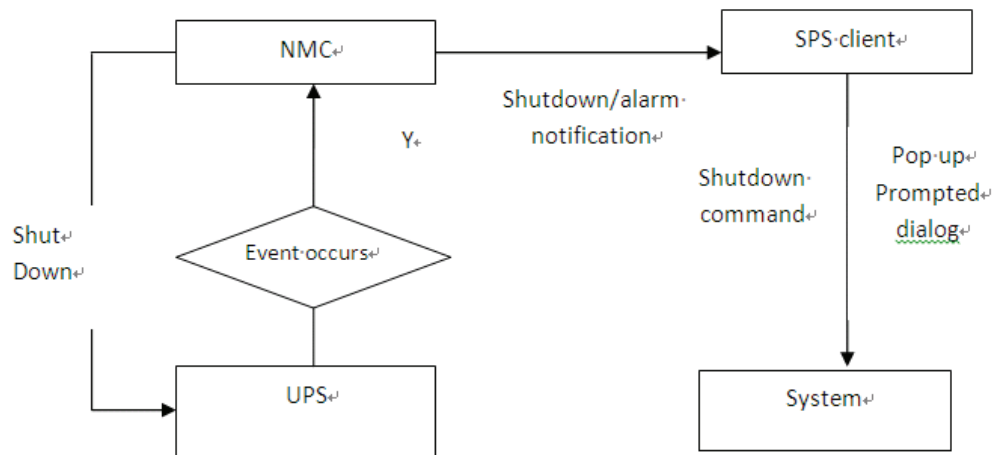 NMC
SPS client
Shutdown/alarm
notification
Y
Shutdown
command
Pop up
Prompted
dialog
Event occurs
Shut
Down
UPS
System